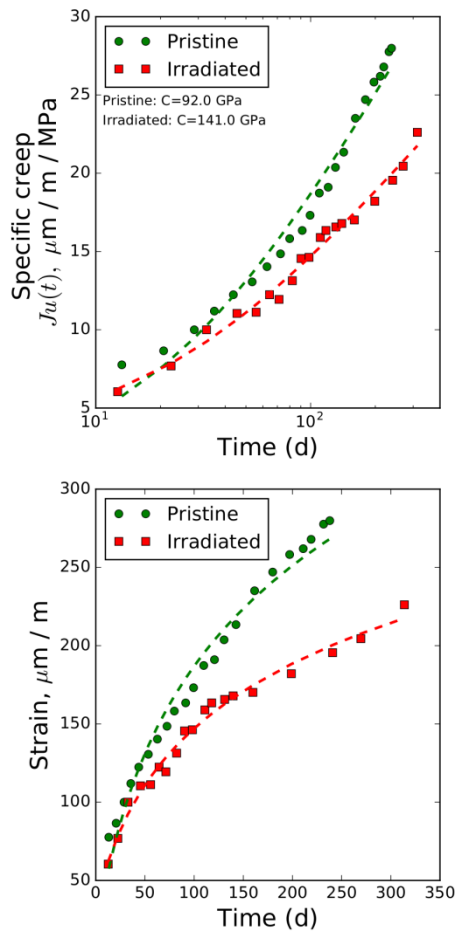 30
25
20
15
10
5
Specific creep
Ju(t), μm / m / MPa
Pristine
Irradiated
Pristine: C=92.0 GPa
Irradiated: C=141.0 GPa
10¹
10²
Time (d)
300
250
200
150
100
50
Strain, μm / m
Pristine
Irradiated
0
50
100
150
200
250
300
350
Time (d)